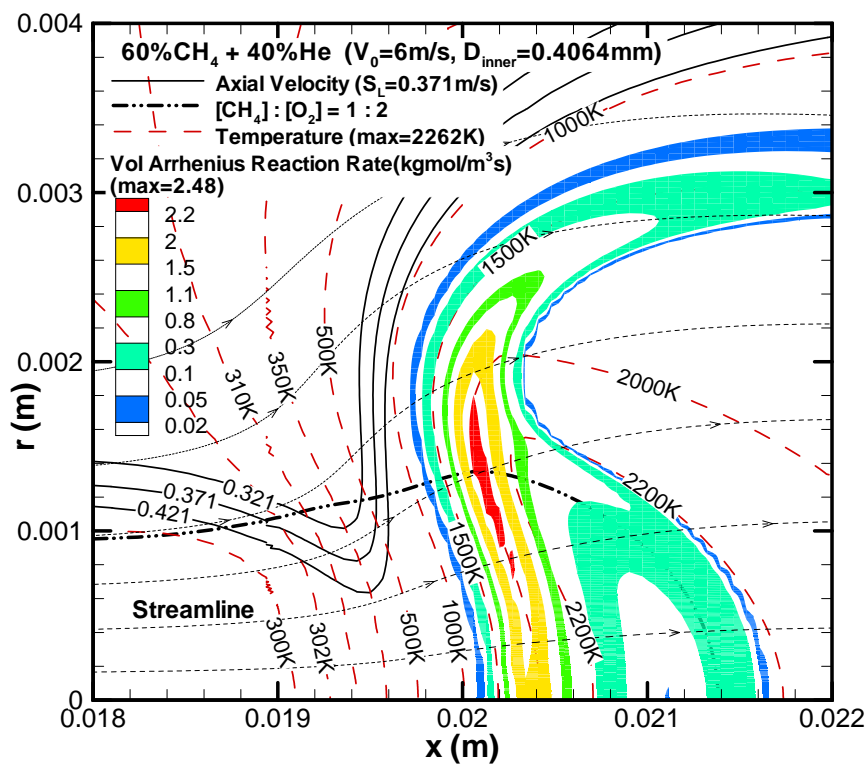 0.004
60%CH4 + 40%He (V0=6m/s, Dinner=0.4064mm)
Axial Velocity (SL=0.371m/s)
[CH4] : [O2] = 1 : 2
Temperature (max=2262K)
Vol Arrhenius Reaction Rate(kgmol/m3s)
(max=2.48)
2.2
2
1.5
1.1
0.8
0.3
0.1
0.05
0.02
1000K
1500K
500K
350K
310K
2000K
2200K
0.321
0.371
0.421
1500K
Streamline
300K
302K
500K
1000K
2200K
0.003
0.002
0.001
0
r (m)
0.018
0.019
0.02
0.021
0.022
x (m)